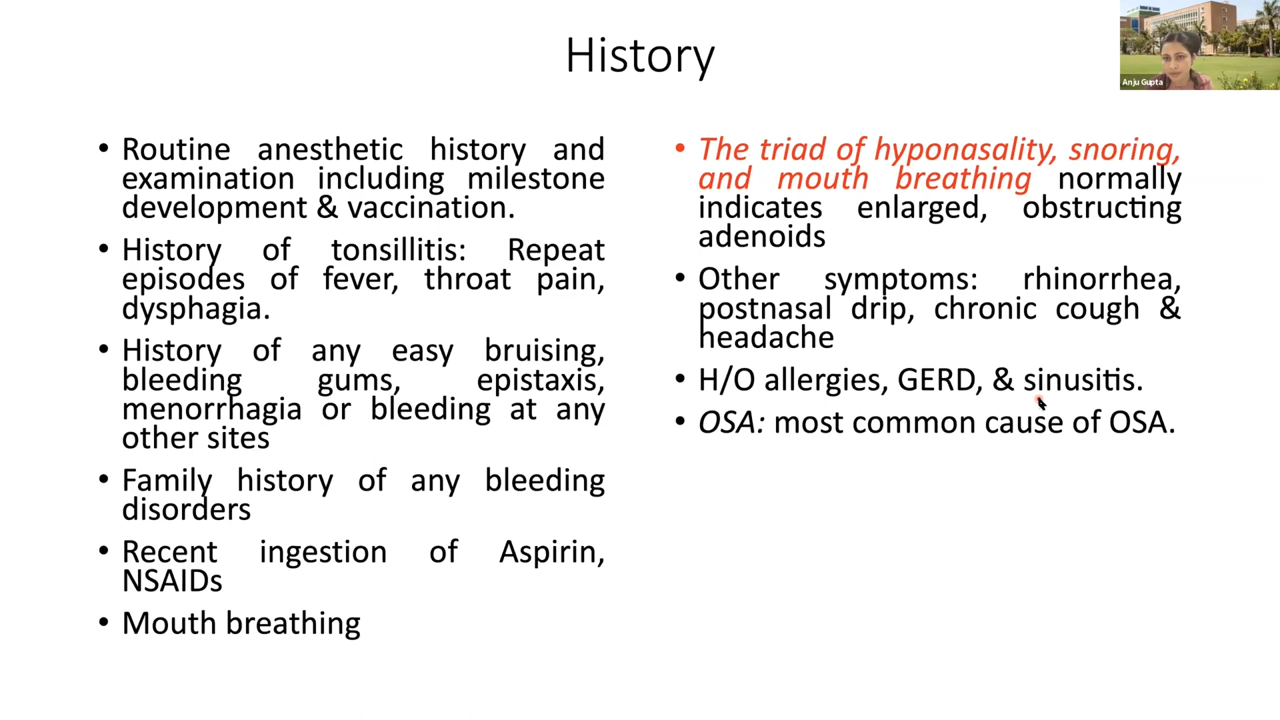 History
Anju Gupta
• Routine anesthetic history and
examination including milestone
development & vaccination.
• History of tonsillitis: Repeat
episodes of fever, throat pain,
dysphagia.
• History of any easy bruising,
bleeding gums, epistaxis,
menorrhagia or bleeding at any
other sites
• Family history of any bleeding
disorders
• Recent ingestion of Aspirin,
NSAIDs
• Mouth breathing
• The triad of hyponasality, snoring,
and mouth breathing normally
indicates enlarged, obstructing
adenoids
• Other symptoms: rhinorrhea,
postnasal drip, chronic cough &
headache
• H/O allergies, GERD, & sinusitis.
• OSA: most common cause of OSA.